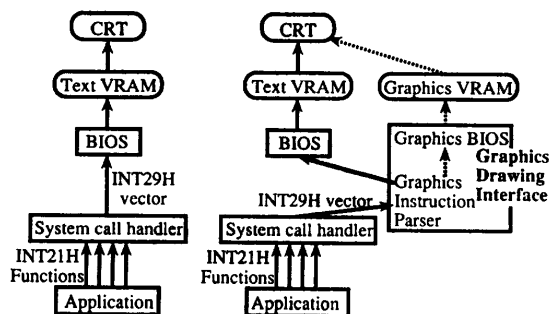 CRT
Text VRAM
BIOS
INT29H
vector
System call handler
INT21H
Functions
Application
CRT
Text VRAM
Graphics VRAM
BIOS
Graphics BIOS
Graphics
Drawing
Interface
Graphics
Instruction
Parser
INT29H vector
System call handler
INT21H
Functions
Application